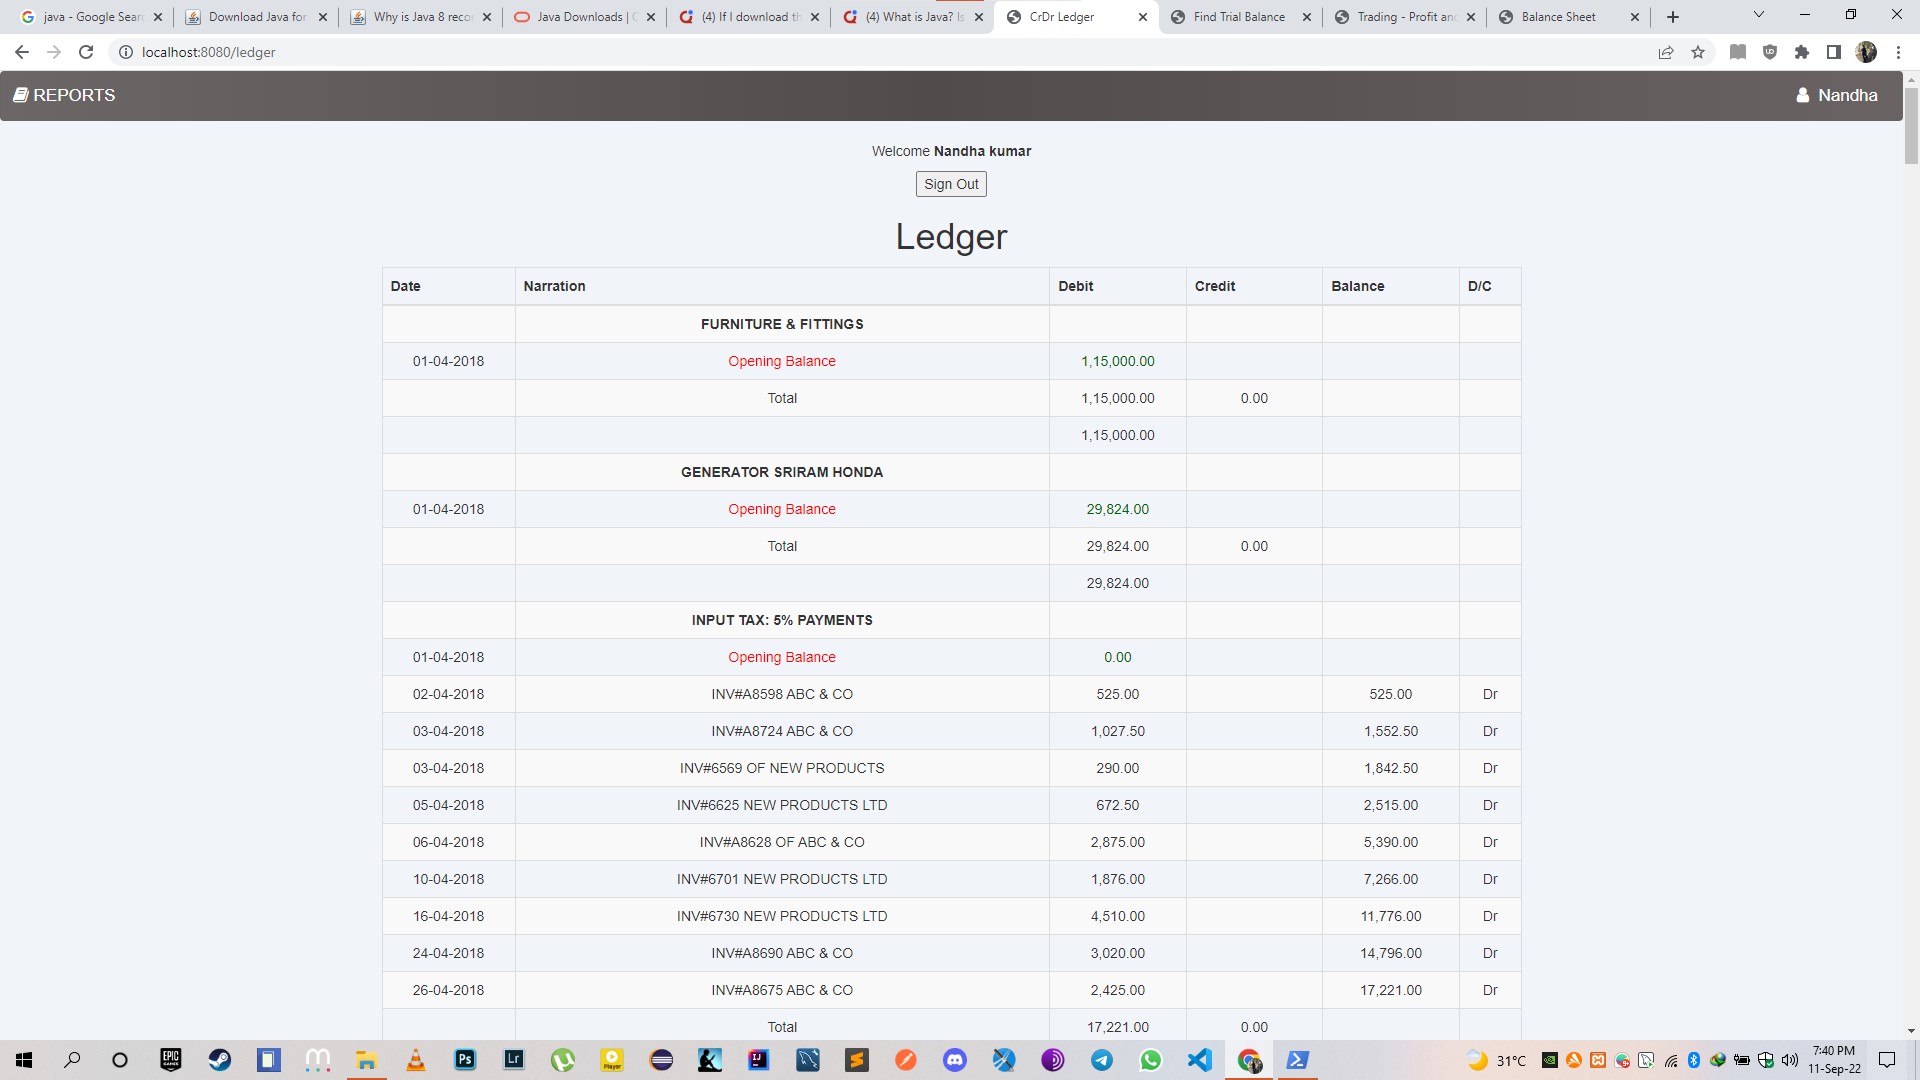 java - Google Sear
Download Java for
Why is Java 8 reco
Java Downloads |
(4) If I download th
(4) What is Java? Is
CrDr Ledger
Find Trial Balance
Trading - Profit an
Balance Sheet
localhost:8080/ledger
REPORTS
Nandha
Welcome Nandha kumar
Sign Out
Ledger
Date Narration Debit Credit Balance D/C
FURNITURE & FITTINGS
01-04-2018 Opening Balance 1,15,000.00
Total 1,15,000.00 0.00
1,15,000.00
GENERATOR SRIRAM HONDA
01-04-2018 Opening Balance 29,824.00
Total 29,824.00 0.00
29,824.00
INPUT TAX: 5% PAYMENTS
01-04-2018 Opening Balance 0.00
02-04-2018 INV#A8598 ABC & CO 525.00 525.00 Dr
03-04-2018 INV#A8724 ABC & CO 1,027.50 1,552.50 Dr
03-04-2018 INV#6569 OF NEW PRODUCTS 290.00 1,842.50 Dr
05-04-2018 INV#6625 NEW PRODUCTS LTD 672.50 2,515.00 Dr
06-04-2018 INV#A8628 OF ABC & CO 2,875.00 5,390.00 Dr
10-04-2018 INV#6701 NEW PRODUCTS LTD 1,876.00 7,266.00 Dr
16-04-2018 INV#6730 NEW PRODUCTS LTD 4,510.00 11,776.00 Dr
24-04-2018 INV#A8690 ABC & CO 3,020.00 14,796.00 Dr
26-04-2018 INV#A8675 ABC & CO 2,425.00 17,221.00 Dr
Total 17,221.00 0.00
EPIC GAMES
Ps
Lr
Player
IJ
31°C
7:40 PM
11-Sep-22